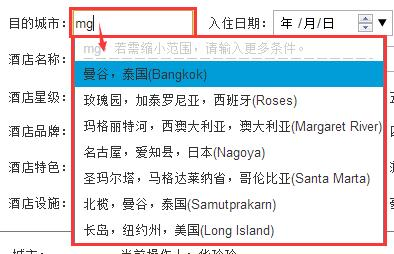 目的城市： mg 入住日期： 年 /月/日
mg，若需缩小范围，请输入更多条件。
酒店名称：
曼谷，泰国(Bangkok)
酒店星级：
玫瑰园，加泰罗尼亚，西班牙(Roses)
玛格丽特河，西澳大利亚，澳大利亚(Margaret River)
酒店品牌：
名古屋，爱知县，日本(Nagoya)
酒店特色：
圣玛尔塔，马格达莱纳省，哥伦比亚(Santa Marta)
酒店设施：
北榄，曼谷，泰国(Samutprakarn)
长岛，纽约州，美国(Long Island)